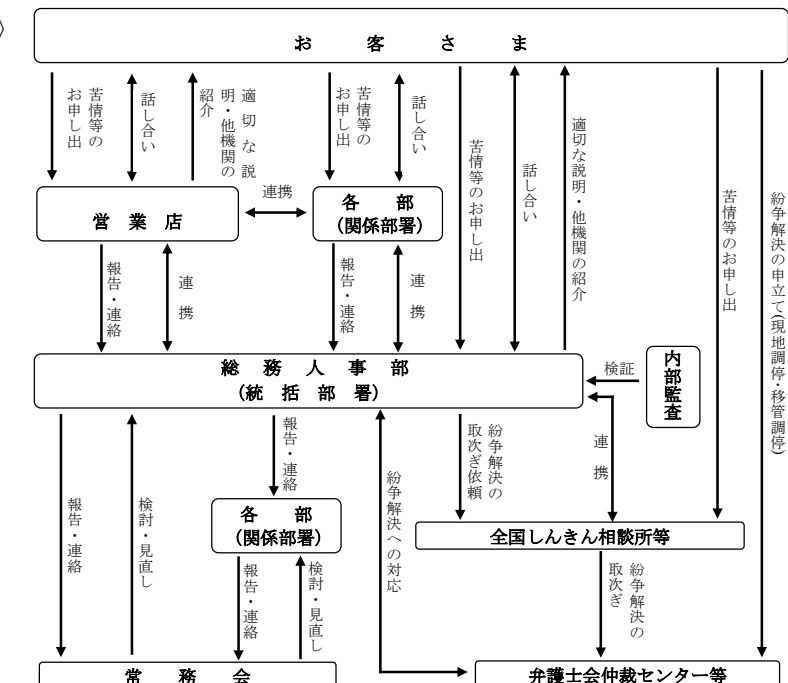 〉
お客さま
苦情等の
お申し出
話し合い
適切な説
明・他機関の
紹介
苦情等の
お申し出
話し合い
苦情等のお申し出
話し合い
適切な説明・他機関の紹介
苦情等のお申し出
紛争解決の申立て(現地調停・移管調停)
営業店
連携
各部
(関係部署)
報告・連絡
連携
報告・連絡
連携
総務人事部
(統括部署)
検証
内部監査
報告・連絡
検討・見直し
報告・連絡
紛争解決への対応
紛争解決の
取次ぎ依頼
連携
各部
(関係部署)
全国しんきん相談所等
報告・連絡
検討・見直し
紛争解決の
取次ぎ
常務会
弁護士会仲裁センター等